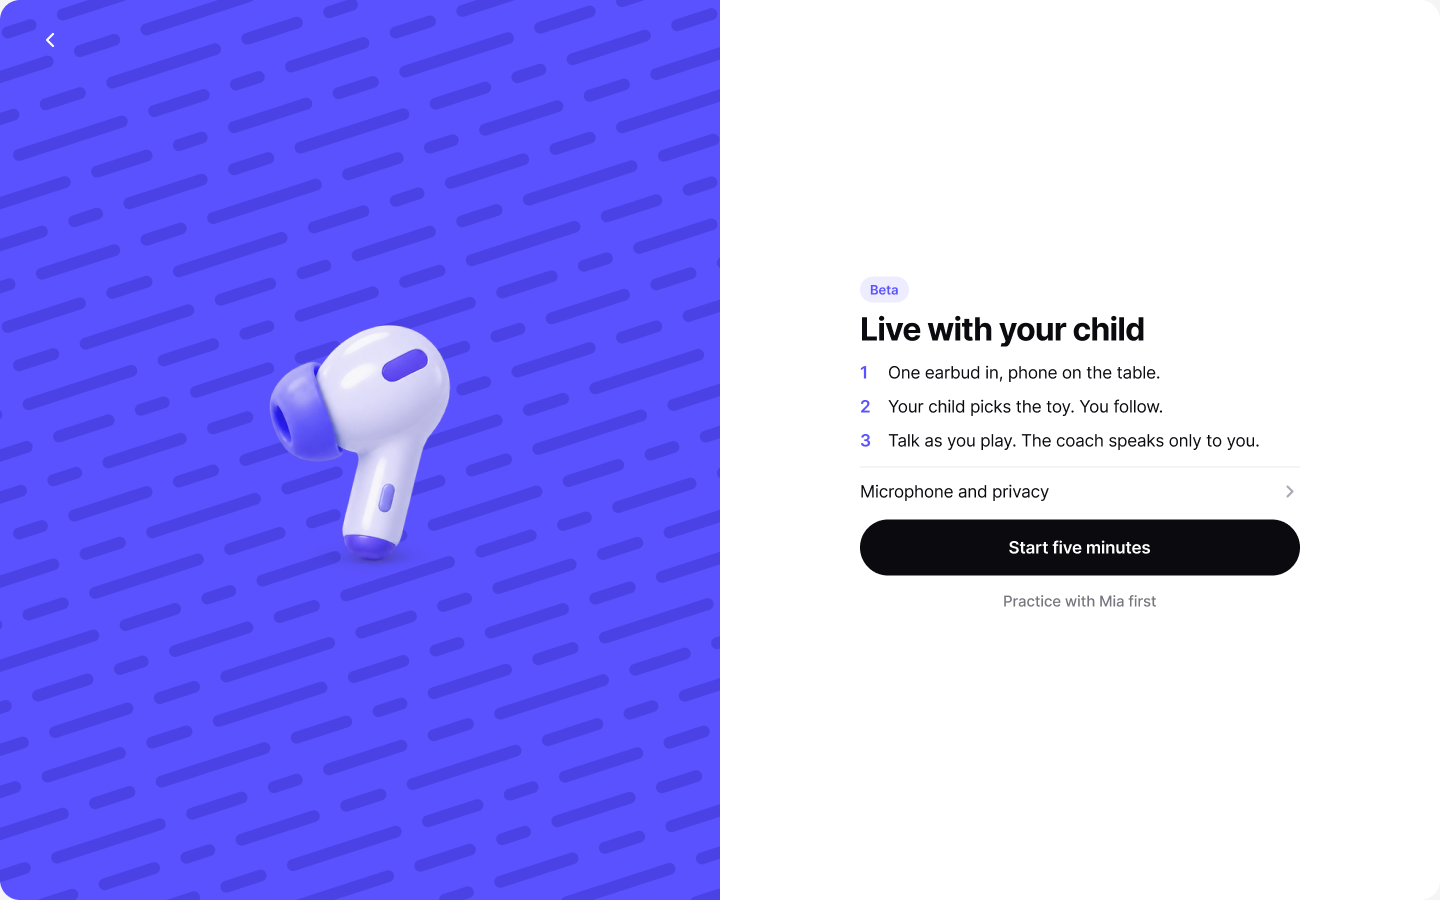 Beta
Live with your child
1 One earbud in, phone on the table.
2 Your child picks the toy. You follow.
3 Talk as you play. The coach speaks only to you.
Microphone and privacy
Start five minutes
Practice with Mia first